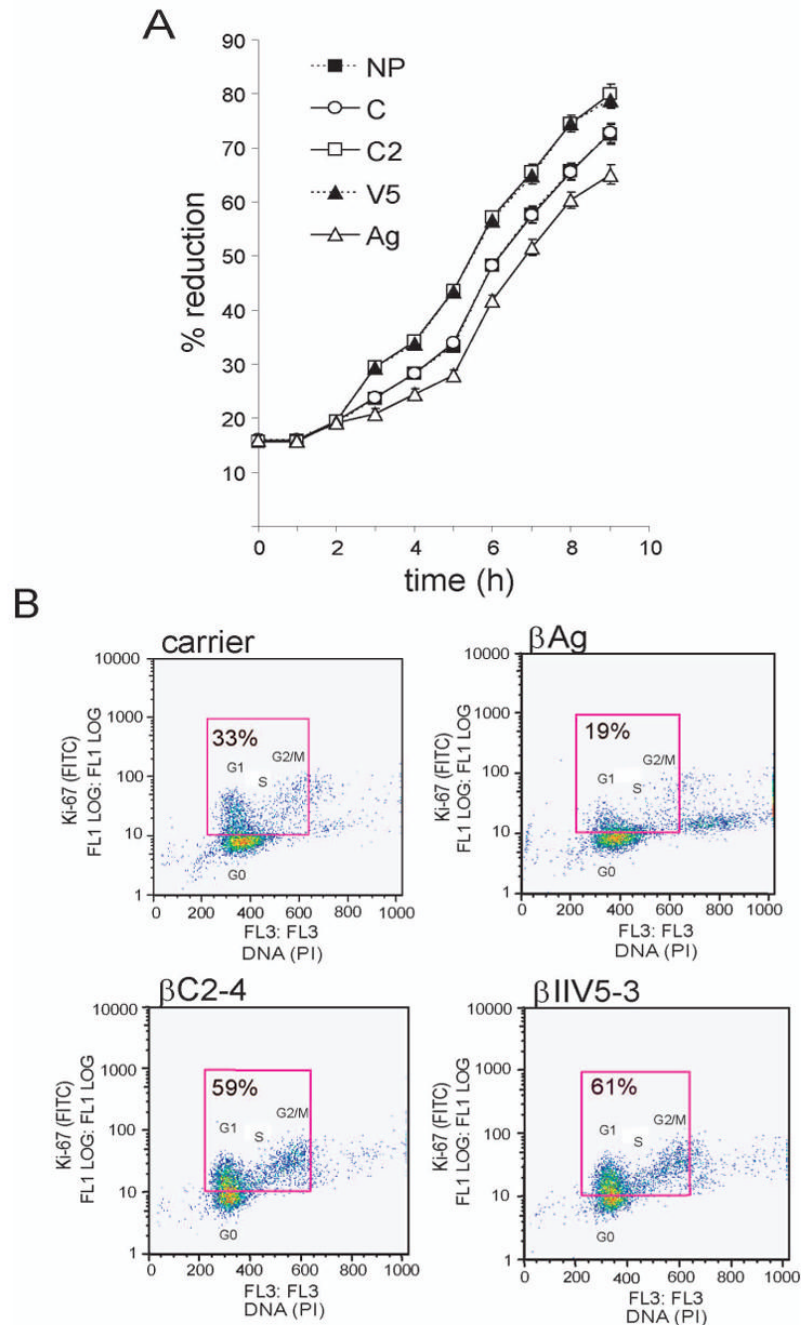 A
90
80
70
60
50
40
30
20
10
% reduction
NP
C
C2
V5
Ag
0 2 4 6 8 10
time (h)
B
carrier
10000
1000
100
10
1
Ki-67 (FITC)
FL1 LOG: FL1 LOG
33%
G1
S
G2/M
G0
0 200 400 600 800 1000
FL3: FL3
DNA (PI)
βAg
10000
1000
100
10
1
Ki-67 (FITC)
FL1 LOG: FL1 LOG
19%
G1
S
G2/M
G0
0 200 400 600 800 1000
FL3: FL3
DNA (PI)
βC2-4
10000
1000
100
10
1
Ki-67 (FITC)
FL1 LOG: FL1 LOG
59%
G1
S
G2/M
G0
0 200 400 600 800 1000
FL3: FL3
DNA (PI)
βIIV5-3
10000
1000
100
10
1
Ki-67 (FITC)
FL1 LOG: FL1 LOG
61%
G1
S
G2/M
G0
0 200 400 600 800 1000
FL3: FL3
DNA (PI)